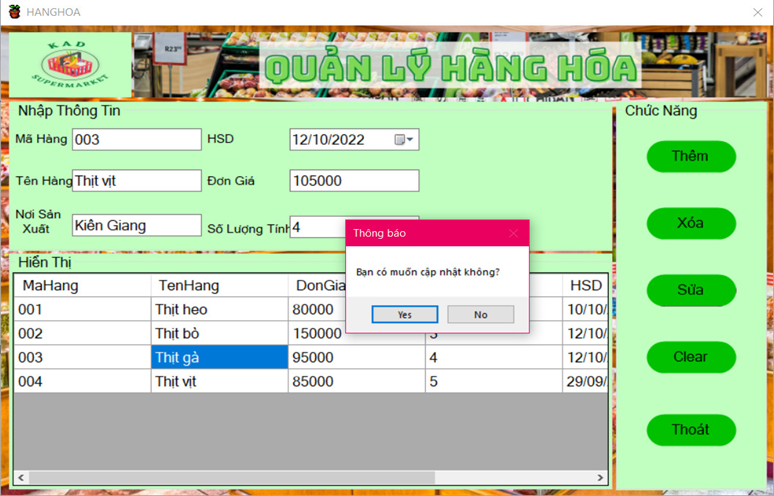 HANGHOA
KAD
SUPERMARKET
R23
QUẢN LÝ HÀNG HÓA
Nhập Thông Tin
Mã Hàng 003 HSD 12/10/2022
Tên Hàng Thịt vịt Đơn Giá 105000
Nơi Sản Xuất Kiên Giang Số Lượng Tính 4
Chức Năng
Thêm
Xóa
Sửa
Clear
Thoát
Thông báo
Bạn có muốn cập nhật không?
Yes No
Hiển Thị
MaHang TenHang DonGia HSD
001 Thịt heo 80000 10/10/
002 Thịt bò 150000 12/10/
003 Thịt gà 95000 4 12/10/
004 Thịt vịt 85000 5 29/09/